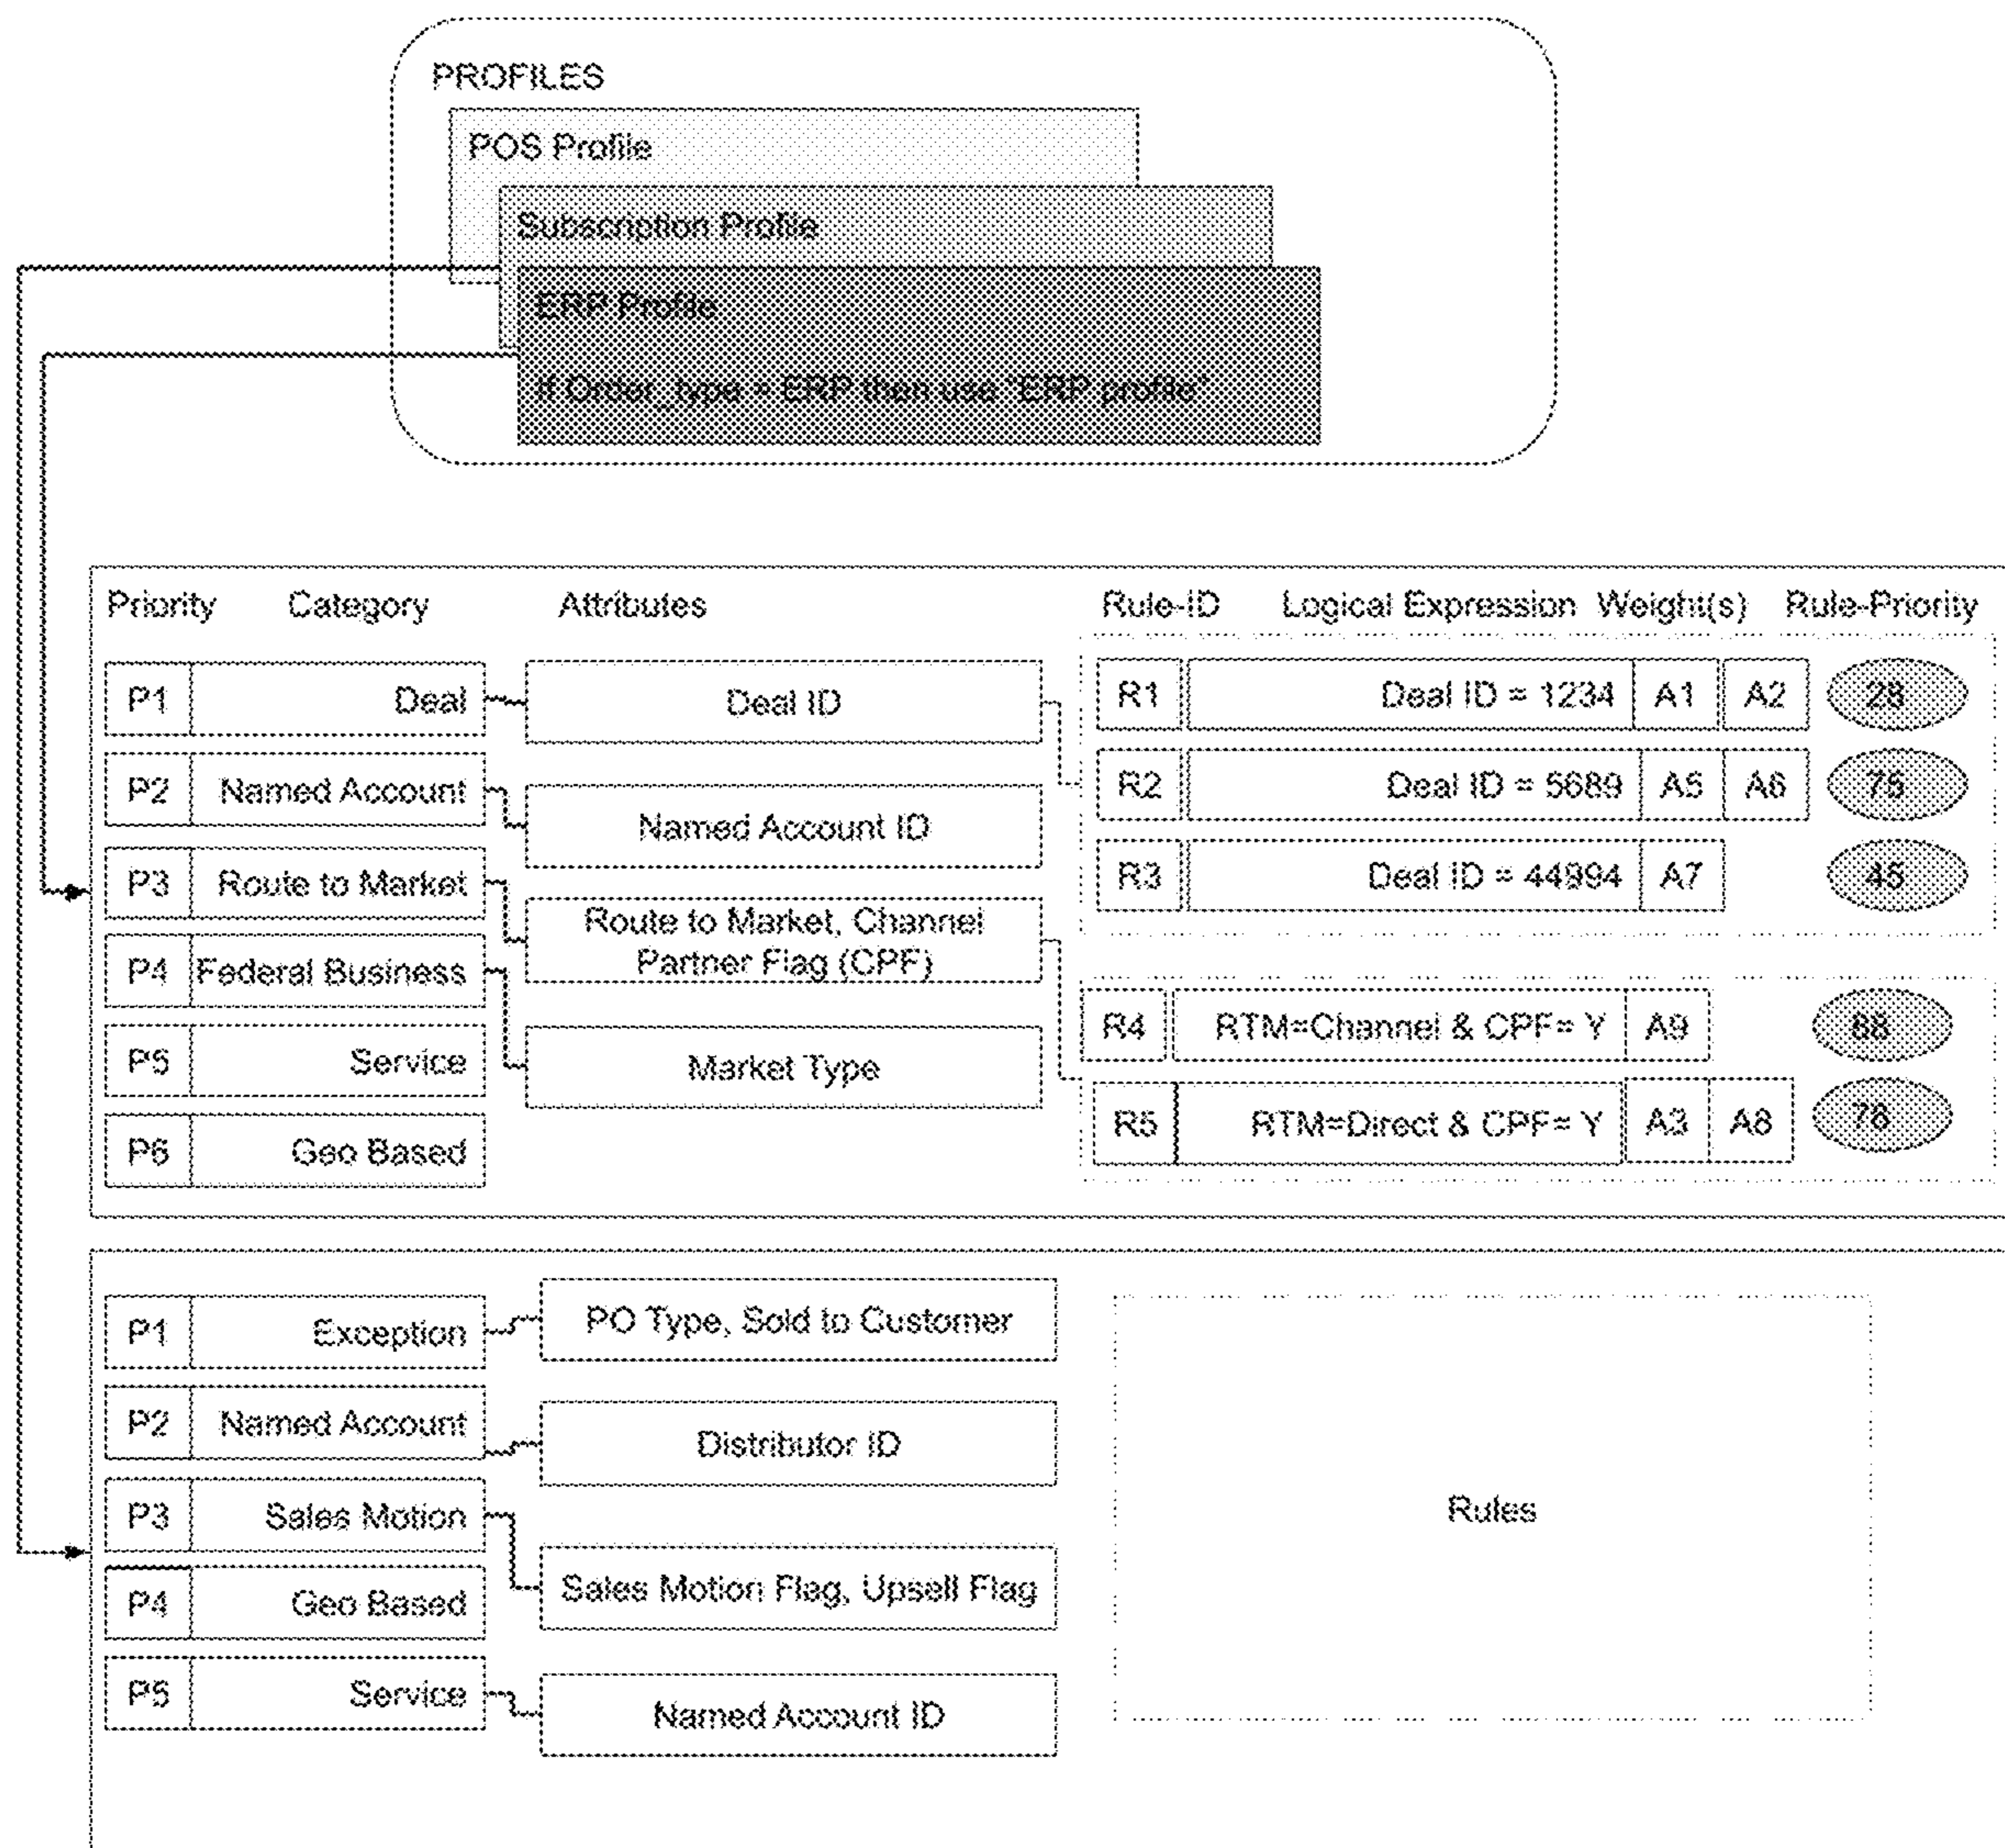 PROFILES
POS Profile
Subscription Profile
ERP Profile
If Order_type = ERP then use "ERP profile"
Priority Category Attributes Rule-ID Logical Expression Weight(s) Rule-Priority
P1 Deal Deal ID R1 Deal ID = 1234 A1 A2 28
P2 Named Account Named Account ID R2 Deal ID = 5689 A5 A6 75
P3 Route to Market R3 Deal ID = 44994 A7 45
Route to Market, Channel
Partner Flag (CPF)
P4 Federal Business Market Type R4 RTM=Channel & CPF= Y A9
P5 Service R5 RTM=Direct & CPF= Y A3 A8 78
P6 Geo Based
P1 Exception PO Type, Sold to Customer
P2 Named Account Distributor ID
P3 Sales Motion Sales Motion Flag, Upsell Flag
Rules
P4 Geo Based
P5 Service Named Account ID